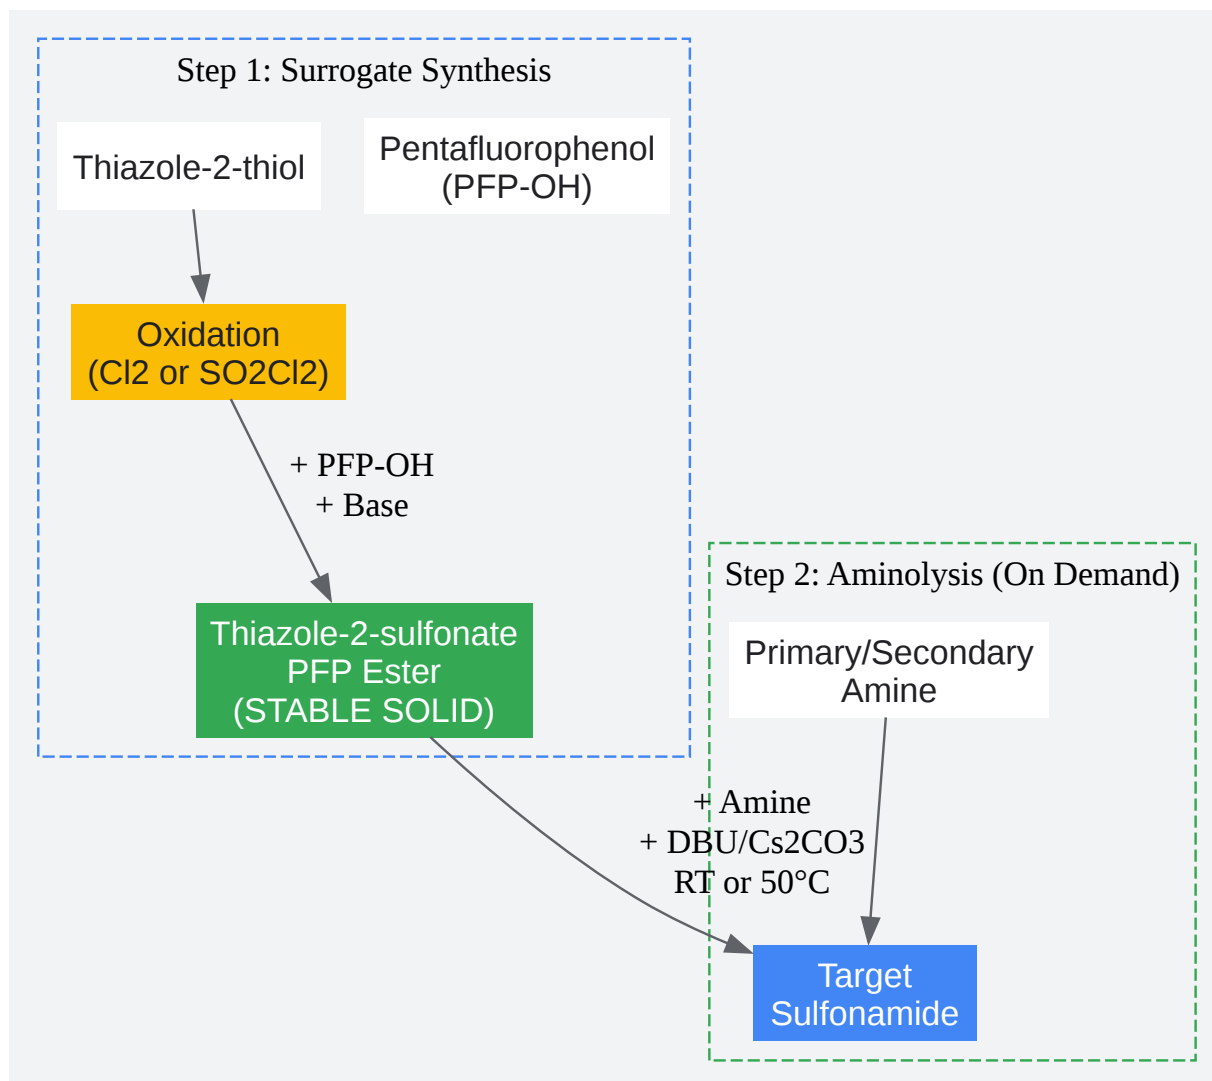 Step 1: Surrogate Synthesis
Thiazole-2-thiol
Pentafluorophenol
(PFP-OH)
Oxidation
(Cl2 or SO2Cl2)
+ PFP-OH
+ Base
Thiazole-2-sulfonate
PFP Ester
(STABLE SOLID)
Step 2: Aminolysis (On Demand)
Primary/Secondary
Amine
+ Amine
+ DBU/Cs2CO3
RT or 50°C
Target
Sulfonamide